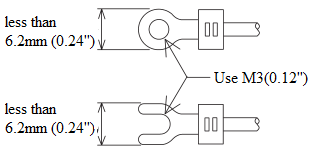 less than
6.2mm (0.24")
Use M3(0.12")
less than
6.2mm (0.24")